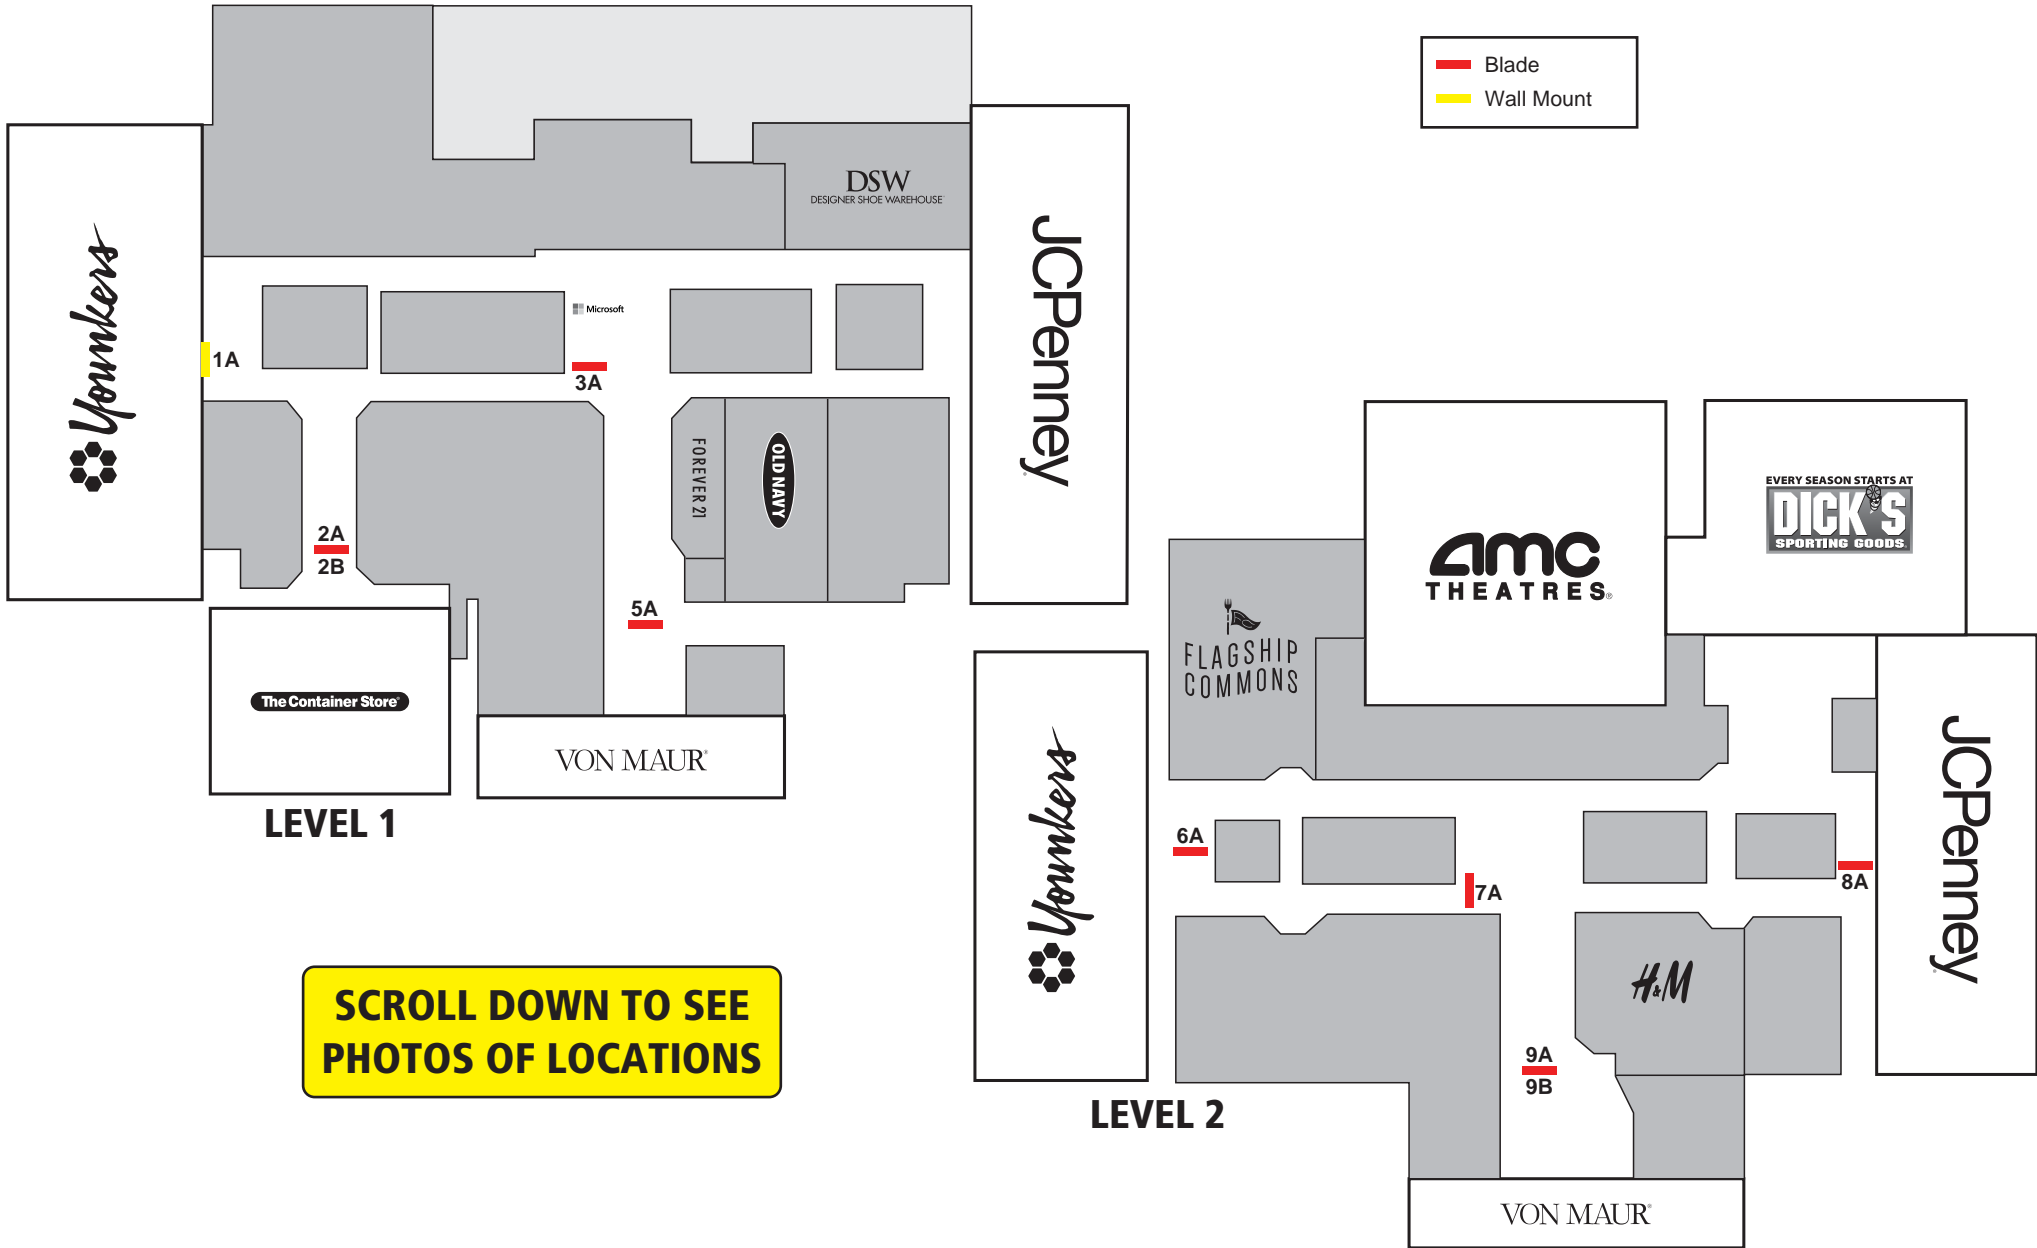 Blade
Wall Mount
DSW
DESIGNER SHOE WAREHOUSE
Younkers
JCPenney
Microsoft
1A
3A
FOREVER 21
OLD NAVY
2A
2B
5A
The Container Store®
VON MAUR®
LEVEL 1
EVERY SEASON STARTS AT
DICK'S
SPORTING GOODS
amc
THEATRES®
FLAGSHIP
COMMONS
Younkers
JCPenney
6A
7A
8A
H&M
9A
9B
SCROLL DOWN TO SEE
PHOTOS OF LOCATIONS
LEVEL 2
VON MAUR®